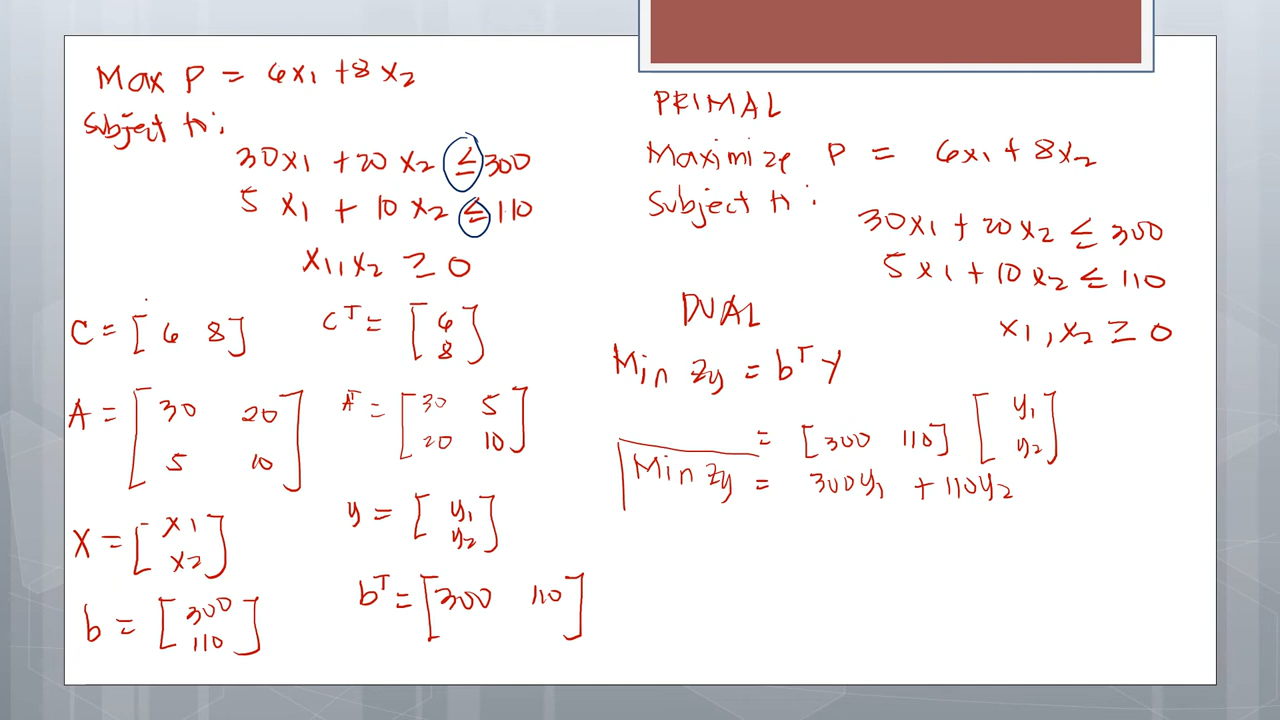 Max P = 6x1 + 8x2
Subject to:
30x1 + 20x2 ≤ 300
5x1 + 10x2 ≤ 110
x1, x2 ≥ 0
C = [6 8]
C^T = [6
8]
A = [30 20
5 10]
A^T = [30 5
20 10]
X = [x1
x2]
y = [y1
y2]
b = [300
110]
b^T = [300 110]
PRIMAL
Maximize P = 6x1 + 8x2
Subject to:
30x1 + 20x2 ≤ 300
5x1 + 10x2 ≤ 110
x1, x2 ≥ 0
DUAL
Min Zy = b^T Y
= [300 110] [y1
y2]
Min Zy = 300y1 + 110y2